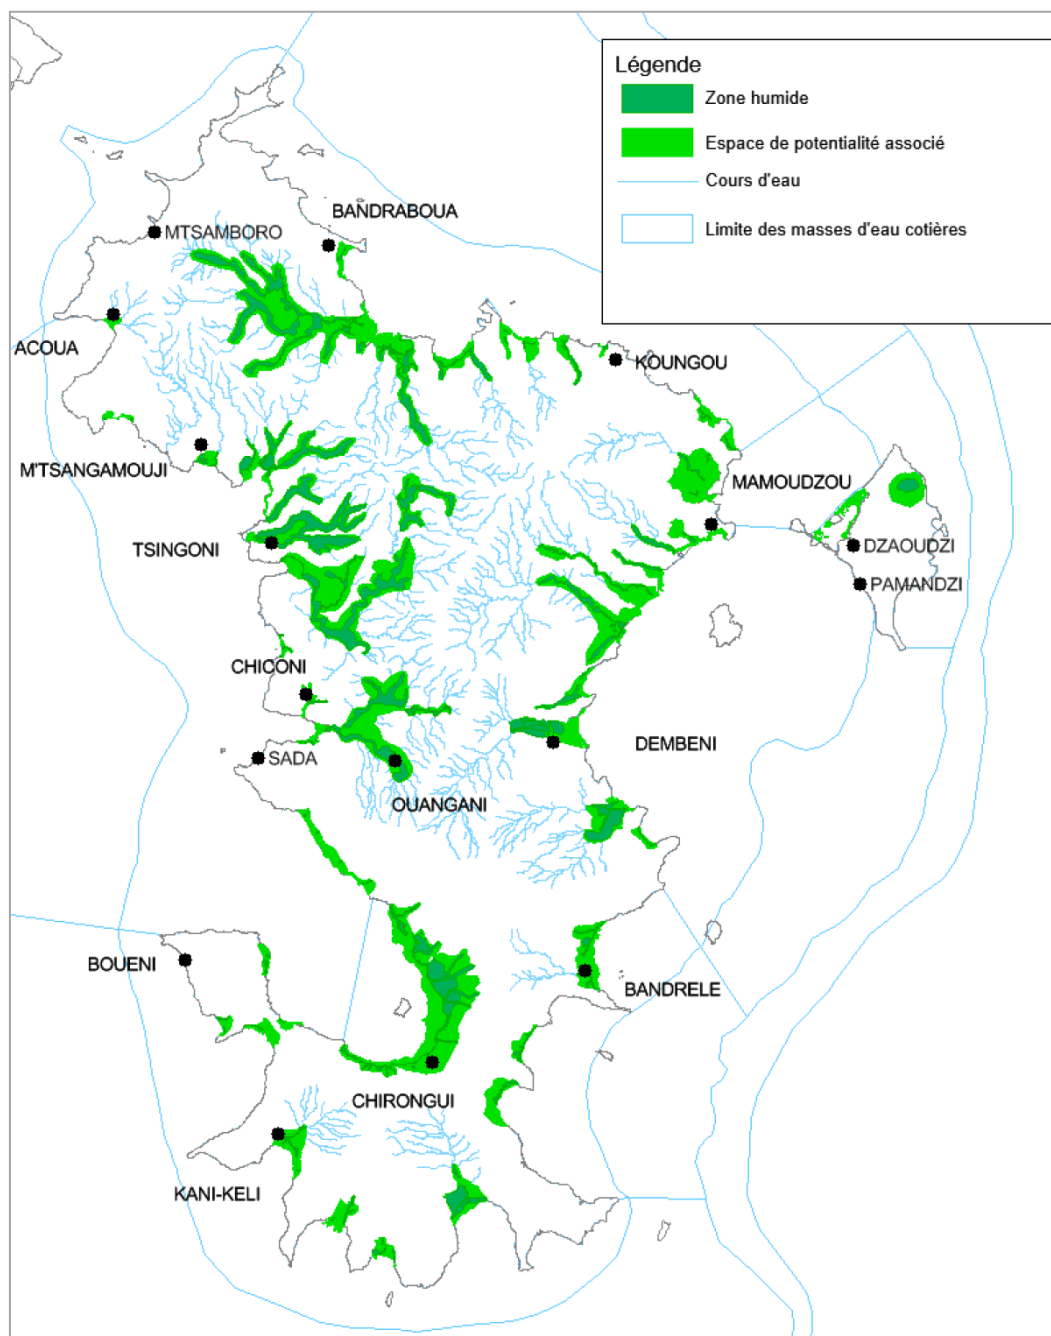 Légende
Zone humide
Espace de potentialité associé
Cours d'eau
Limite des masses d'eau cotières
BANDRABOUA
MTSAMBORO
ACOUA
KOUNGOU
M'TSANGAMOUJI
MAMOUDZOU
TSINGONI
DZAOUDZI
PAMANDZI
CHICONI
DEMBENI
SADA
OUANGANI
BOUENI
BANDRELE
CHIRONGUI
KANI-KELI